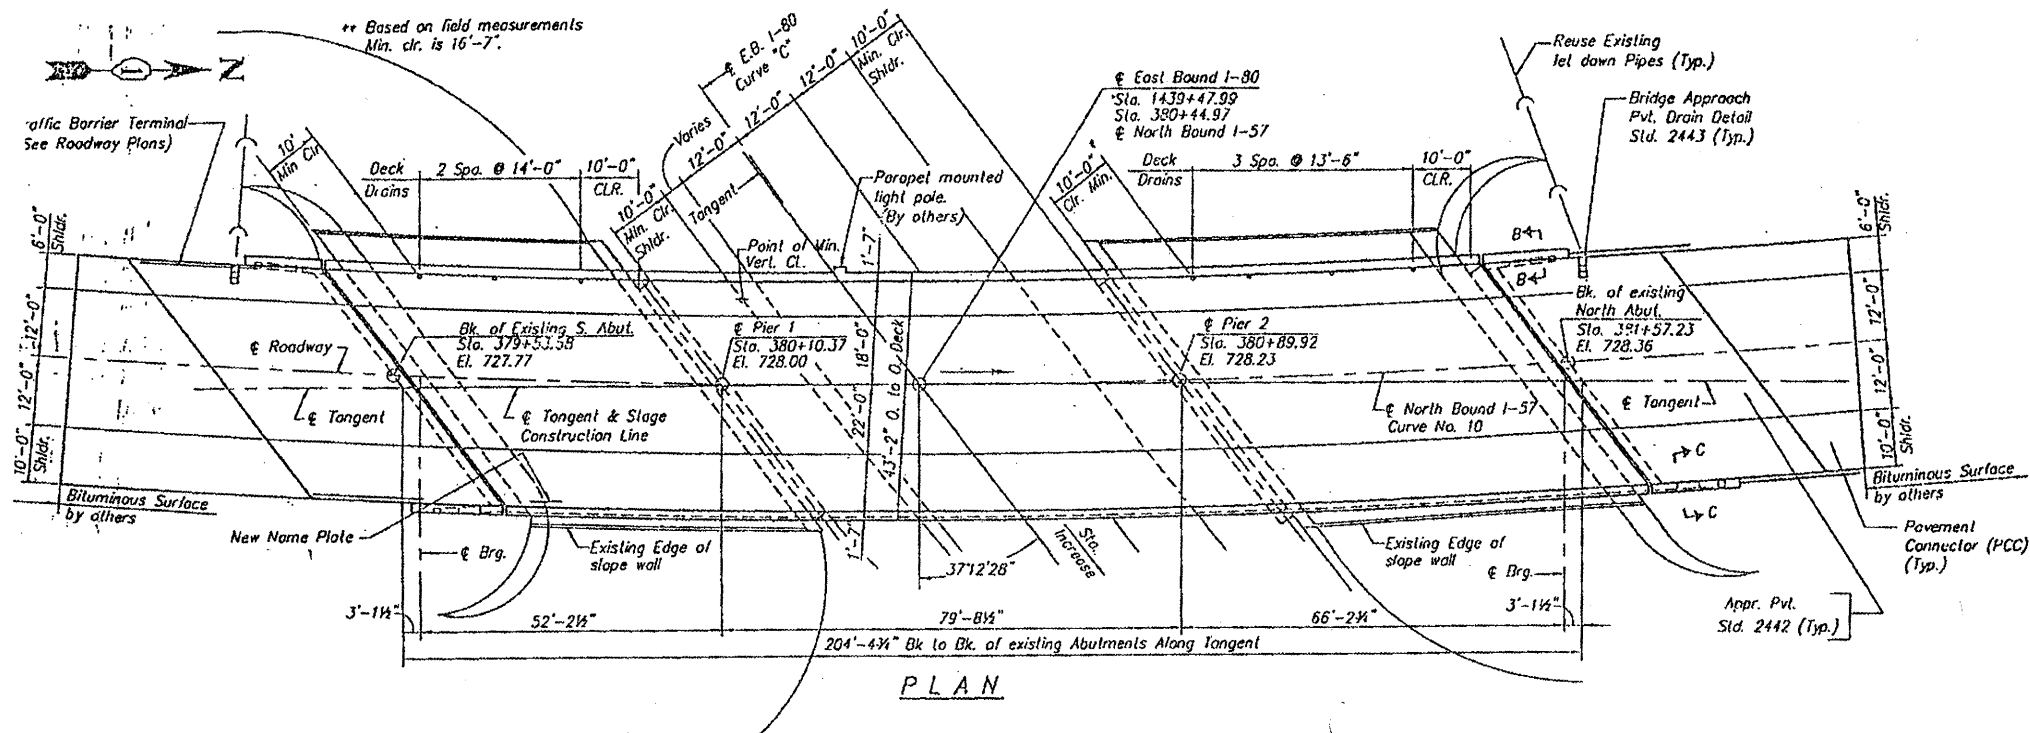 ** Based on field measurements
Min. clr. is 16'-7".
N
Traffic Barrier Terminal
(See Roadway Plans)
10'
Min Clr
Deck
Drains
2 Spa. @ 14'-0"
10'-0"
CLR.
℄ E.B. I-80
Curve "C"
Varies
10'-0"
Min. Clr.
Shldr.
12'-0"
Tangent
12'-0"
12'-0"
10'-0"
Min. Clr.
Shldr.
Parapet mounted
light pole.
(By others)
Point of Min.
Vert. CL.
1'-7"
℄ East Bound I-80
Sta. 1439+47.99
Sta. 380+44.97
℄ North Bound I-57
10'-0"*
Clr. Min.
Deck
Drains
3 Spa. @ 13'-6"
10'-0"
CLR.
Reuse Existing
let down Pipes (Typ.)
Bridge Approach
Pvt. Drain Detail
Std. 2443 (Typ.)
B
B
6'-0"
Shldr.
12'-0"
12'-0"
10'-0"
Shldr.
6'-0"
Shldr.
12'-0"
12'-0"
10'-0"
Shldr.
℄ Roadway
Bk. of Existing S. Abut.
Sta. 379+53.58
El. 727.77
℄ Pier 1
Sta. 380+10.37
El. 728.00
18'-0"
22'-0"
43'-2" O. to O. Deck
1'-7"
℄ Pier 2
Sta. 380+89.92
El. 728.23
Bk. of existing
North Abut.
Sta. 381+57.23
El. 728.36
℄ Tangent
℄ Tangent & Stage
Construction Line
℄ North Bound I-57
Curve No. 10
℄ Tangent
C
C
Bituminous Surface
by others
Bituminous Surface
by others
New Name Plate
℄ Brg.
Existing Edge of
slope wall
37°12'28"
Sta.
Increase
Existing Edge of
slope wall
℄ Brg.
Pavement
Connector (PCC)
(Typ.)
Appr. Pvt.
Std. 2442 (Typ.)
3'-1½"
52'-2½"
79'-8½"
66'-2¼"
3'-1½"
204'-4¾" Bk to Bk. of existing Abutments Along Tangent
PLAN